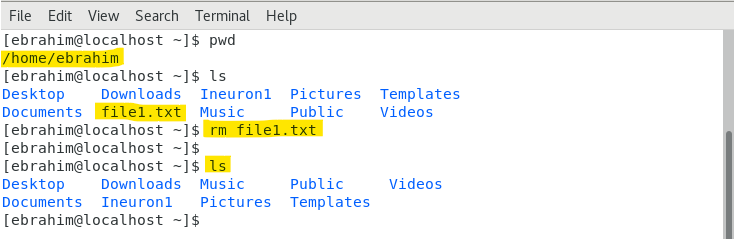 File Edit View Search Terminal Help
[ebrahim@localhost ~]$ pwd
/home/ebrahim
[ebrahim@localhost ~]$ ls
Desktop    Downloads  Ineuron1  Pictures  Templates
Documents  file1.txt  Music     Public    Videos
[ebrahim@localhost ~]$ rm file1.txt
[ebrahim@localhost ~]$
[ebrahim@localhost ~]$ ls
Desktop    Downloads  Music     Public     Videos
Documents  Ineuron1   Pictures  Templates
[ebrahim@localhost ~]$